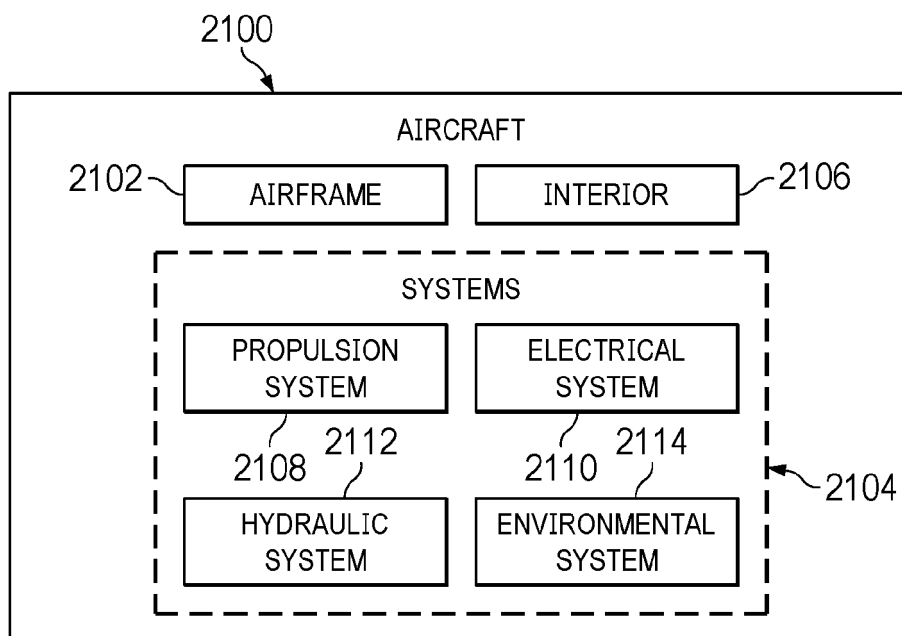 2100
AIRCRAFT
2102
AIRFRAME
INTERIOR
2106
SYSTEMS
PROPULSION
SYSTEM
ELECTRICAL
SYSTEM
2108
2112
2110
2114
2104
HYDRAULIC
SYSTEM
ENVIRONMENTAL
SYSTEM